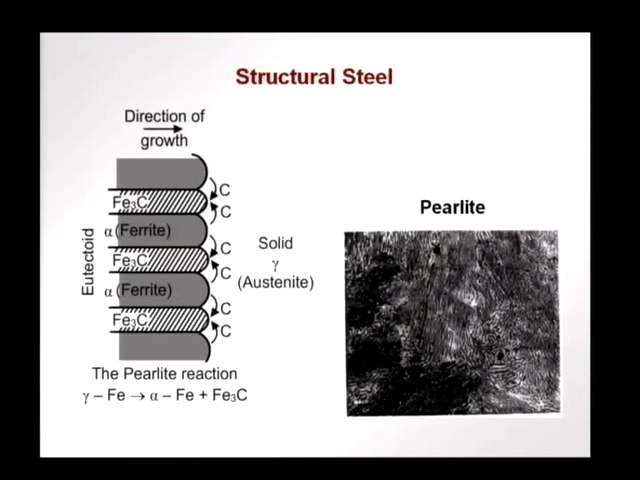 Structural Steel
Direction of
growth
Fe₃C
α (Ferrite)
Fe₃C
α (Ferrite)
Fe₃C
Eutectoid
C
C
C
C
C
C
Solid
γ
(Austenite)
The Pearlite reaction
γ – Fe → α – Fe + Fe₃C
Pearlite